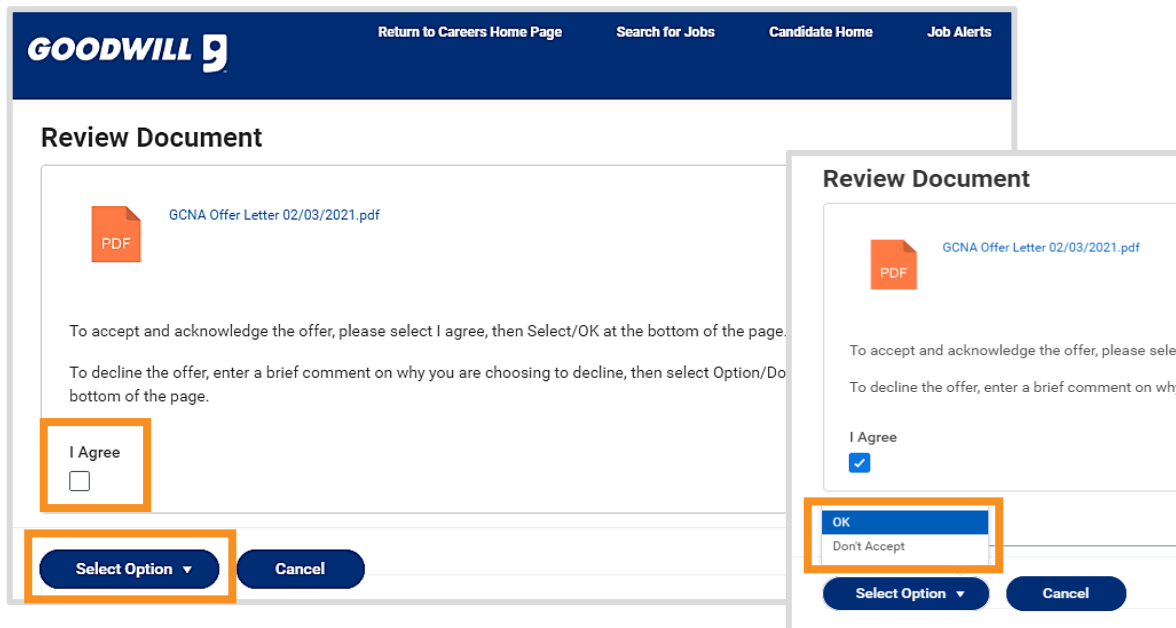 GOODWILL g
Return to Careers Home Page Search for Jobs Candidate Home Job Alerts
Review Document
PDF
GCNA Offer Letter 02/03/2021.pdf
To accept and acknowledge the offer, please select I agree, then Select/OK at the bottom of the page.
To decline the offer, enter a brief comment on why you are choosing to decline, then select Option/Do
bottom of the page.
I Agree
Select Option Cancel
Review Document
PDF
GCNA Offer Letter 02/03/2021.pdf
To accept and acknowledge the offer, please sele
To decline the offer, enter a brief comment on wh
I Agree
OK
Don't Accept
Select Option Cancel